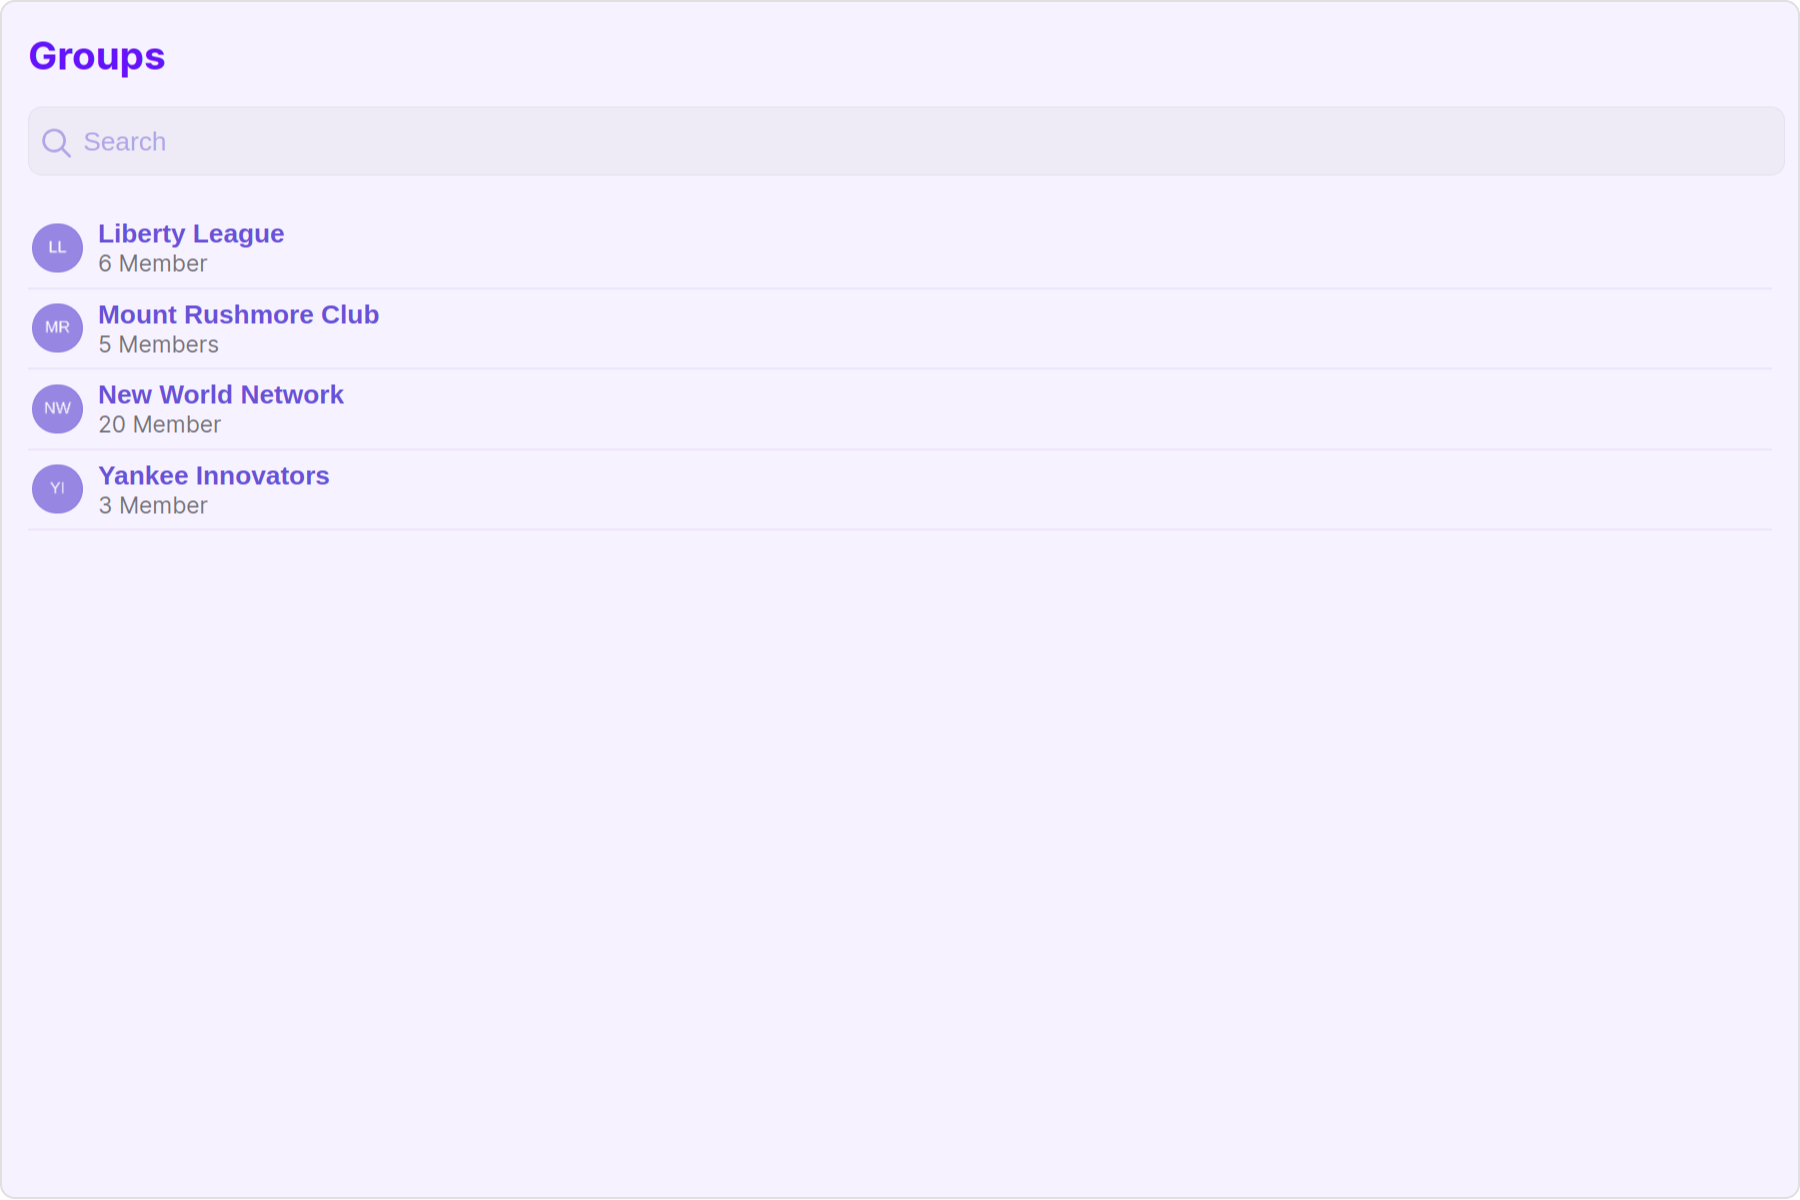 Groups
Search
LL
Liberty League
6 Member
MR
Mount Rushmore Club
5 Members
NW
New World Network
20 Member
YI
Yankee Innovators
3 Member